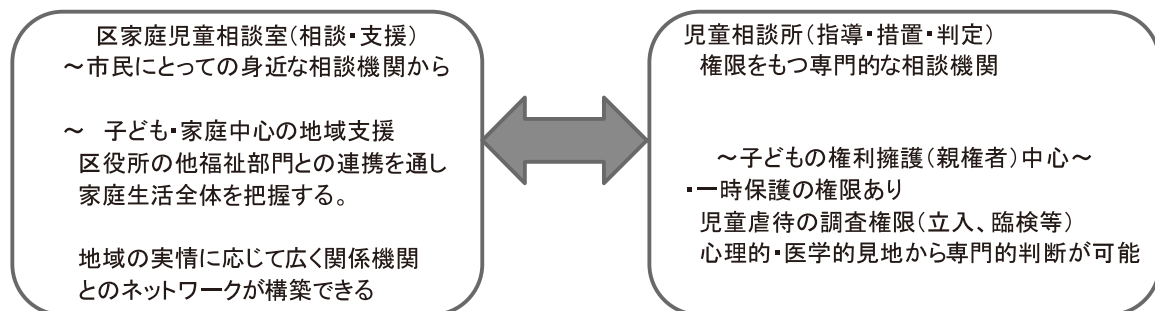 区家庭児童相談室(相談・支援)
～市民にとっての身近な相談機関から
～ 子ども・家庭中心の地域支援
区役所の他福祉部門との連携を通し
家庭生活全体を把握する。
地域の実情に応じて広く関係機関
とのネットワークが構築できる
児童相談所(指導・措置・判定)
権限をもつ専門的な相談機関
～子どもの権利擁護(親権者)中心～
・一時保護の権限あり
児童虐待の調査権限(立入、臨検等)
心理的・医学的見地から専門的判断が可能